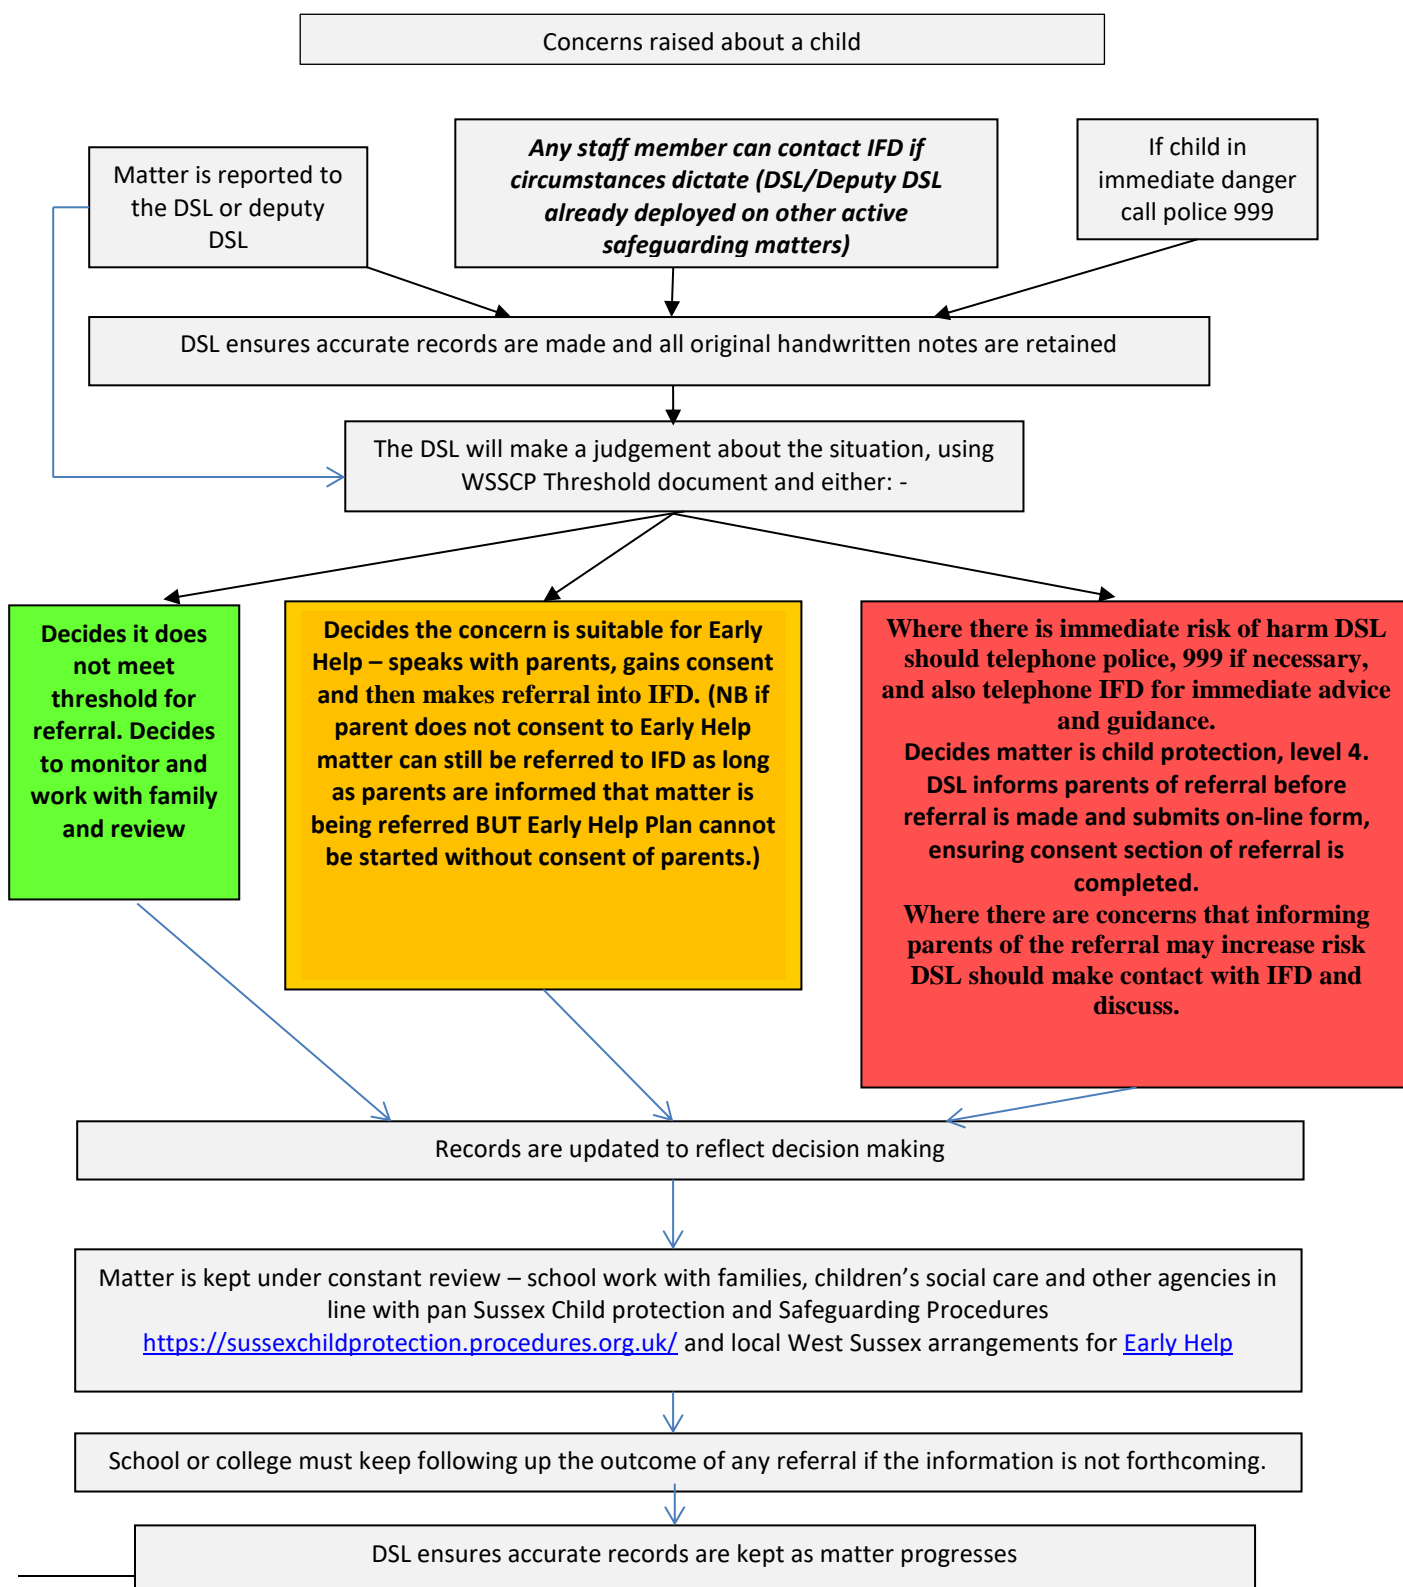 Concerns raised about a child
Matter is reported to
the DSL or deputy
DSL
Any staff member can contact IFD if
circumstances dictate (DSL/Deputy DSL
already deployed on other active
safeguarding matters)
If child in
immediate danger
call police 999
DSL ensures accurate records are made and all original handwritten notes are retained
The DSL will make a judgement about the situation, using
WSSCP Threshold document and either: -
Decides it does
not meet
threshold for
referral. Decides
to monitor and
work with family
and review
Decides the concern is suitable for Early
Help – speaks with parents, gains consent
and then makes referral into IFD. (NB if
parent does not consent to Early Help
matter can still be referred to IFD as long
as parents are informed that matter is
being referred BUT Early Help Plan cannot
be started without consent of parents.)
Where there is immediate risk of harm DSL
should telephone police, 999 if necessary,
and also telephone IFD for immediate advice
and guidance.
Decides matter is child protection, level 4.
DSL informs parents of referral before
referral is made and submits on-line form,
ensuring consent section of referral is
completed.
Where there are concerns that informing
parents of the referral may increase risk
DSL should make contact with IFD and
discuss.
Records are updated to reflect decision making
Matter is kept under constant review – school work with families, children’s social care and other agencies in
line with pan Sussex Child protection and Safeguarding Procedures
https://sussexchildprotection.procedures.org.uk/ and local West Sussex arrangements for Early Help
School or college must keep following up the outcome of any referral if the information is not forthcoming.
DSL ensures accurate records are kept as matter progresses